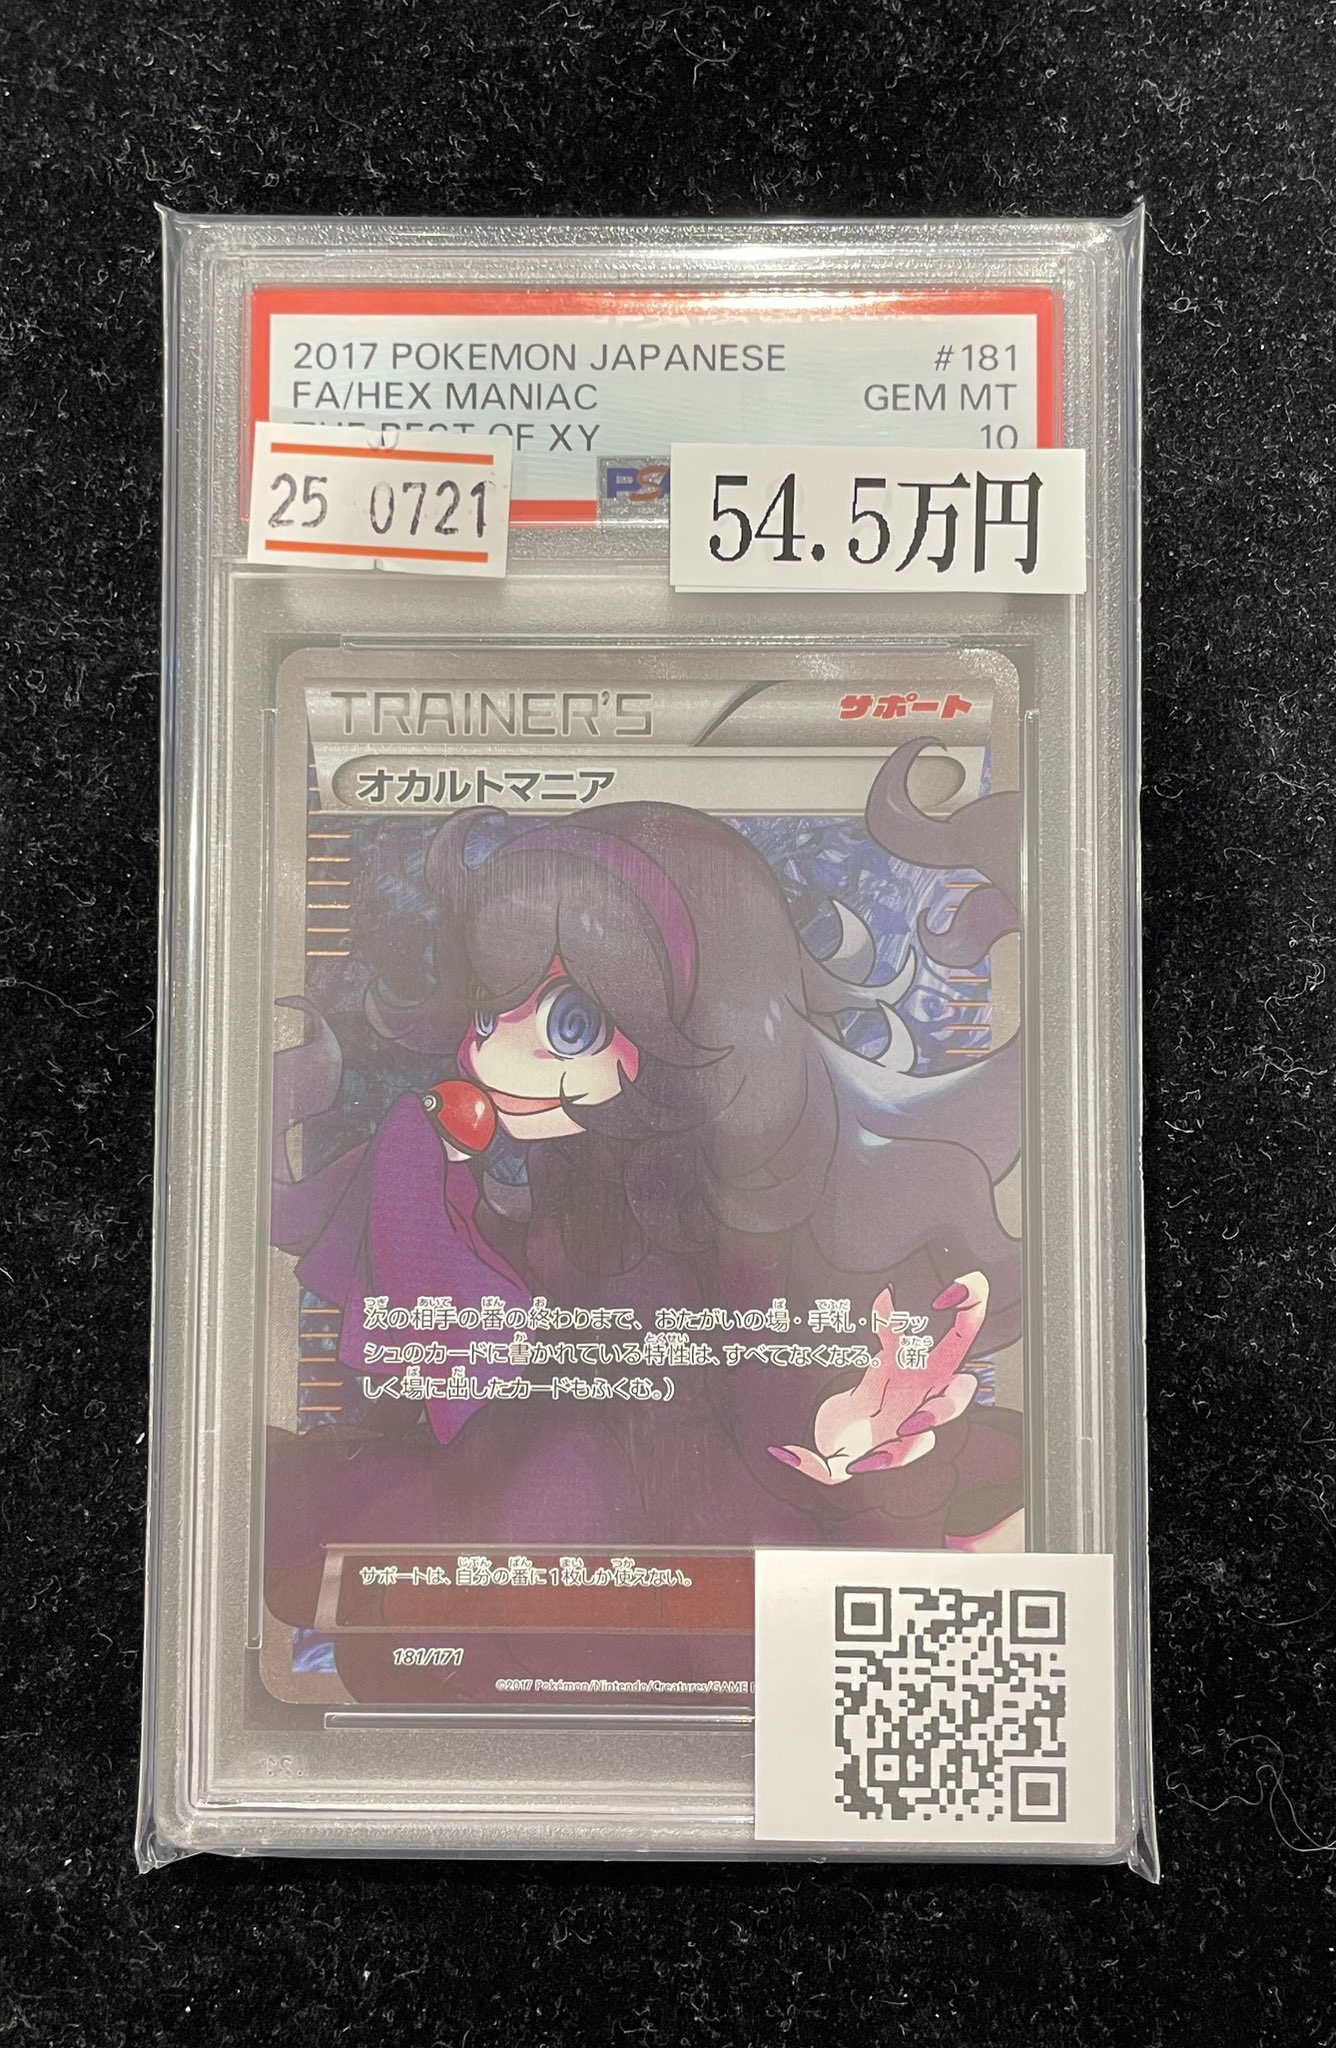 2017 POKEMON JAPANESE #181
FA/HEX MANIAC GEM MT
THE BEST OF XY 10
25 0721
PSA
54.5万円
TRAINER'S サポート
オカルトマニア
次の相手の番の終わりまで、おたがいの場・手札・トラッ
シュのカードに書かれている特性は、すべてなくなる。(新
しく場に出したカードもふくむ。)
サポートは、自分の番に1枚しか使えない。
181/171
©2017 Pokémon/Nintendo/Creatures/GAME